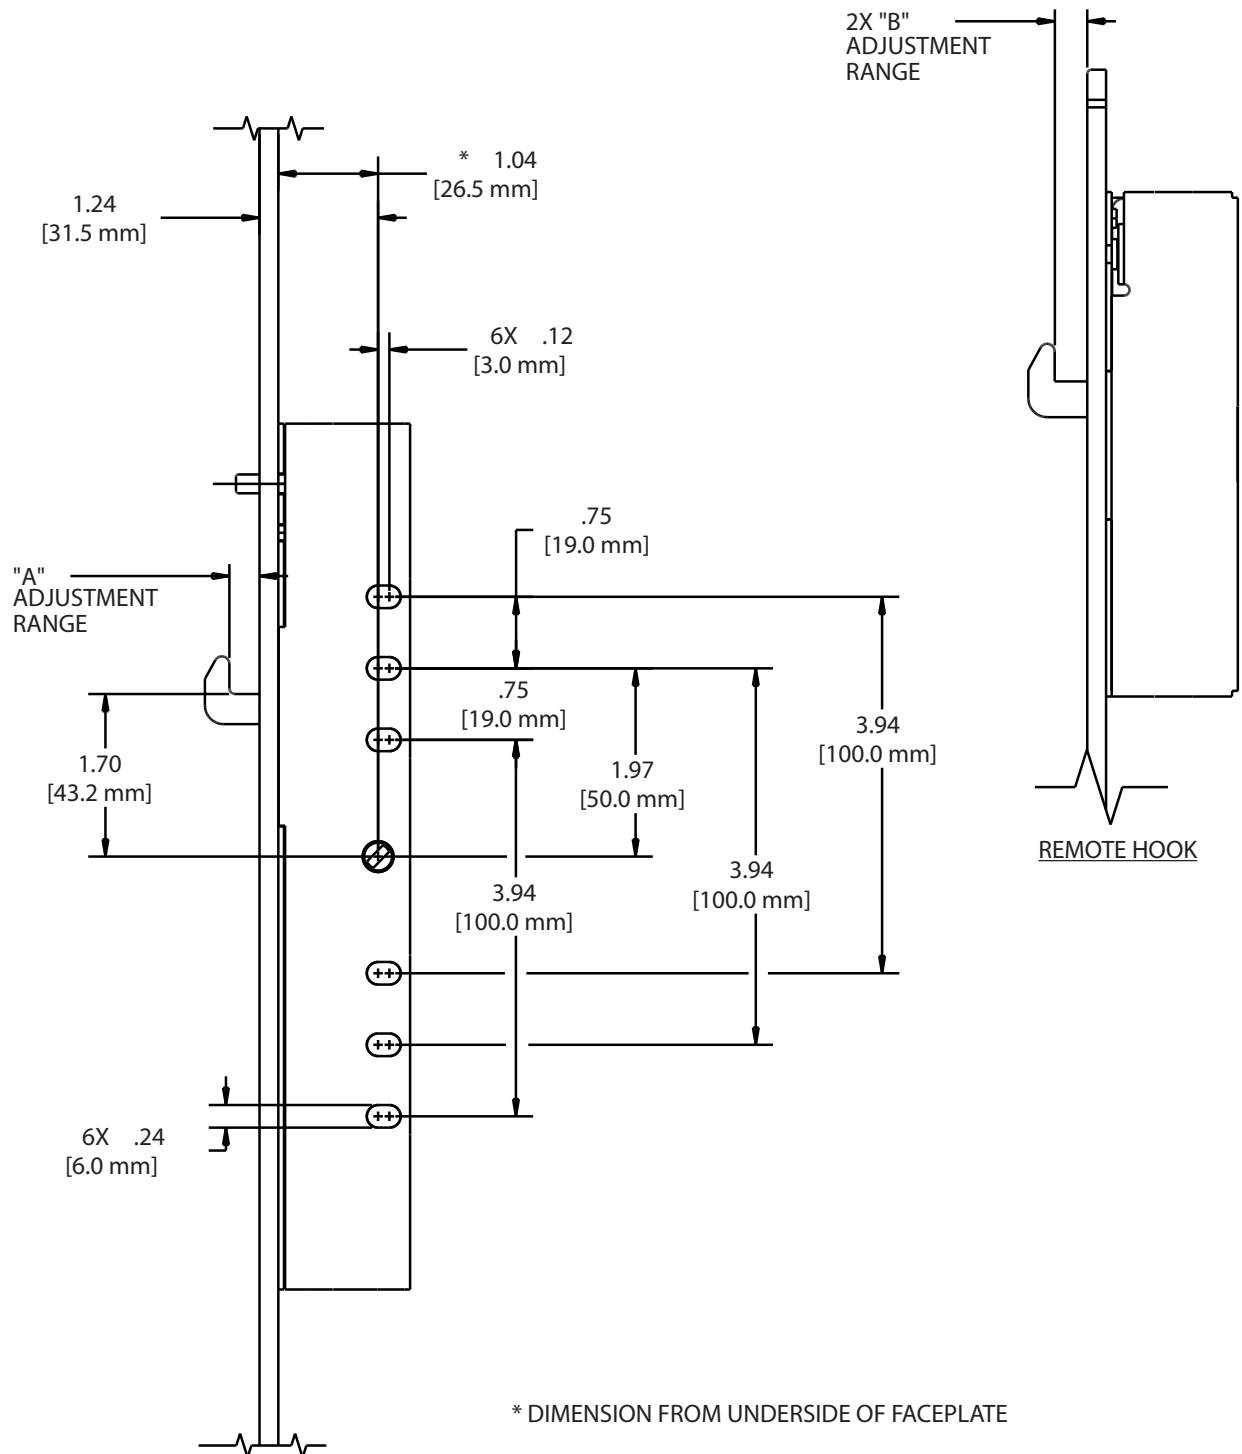 2X "B"
ADJUSTMENT
RANGE
* 1.04
[26.5 mm]
1.24
[31.5 mm]
6X .12
[3.0 mm]
.75
[19.0 mm]
"A"
ADJUSTMENT
RANGE
.75
[19.0 mm]
3.94
[100.0 mm]
1.70
[43.2 mm]
1.97
[50.0 mm]
REMOTE HOOK
3.94
[100.0 mm]
3.94
[100.0 mm]
6X .24
[6.0 mm]
* DIMENSION FROM UNDERSIDE OF FACEPLATE